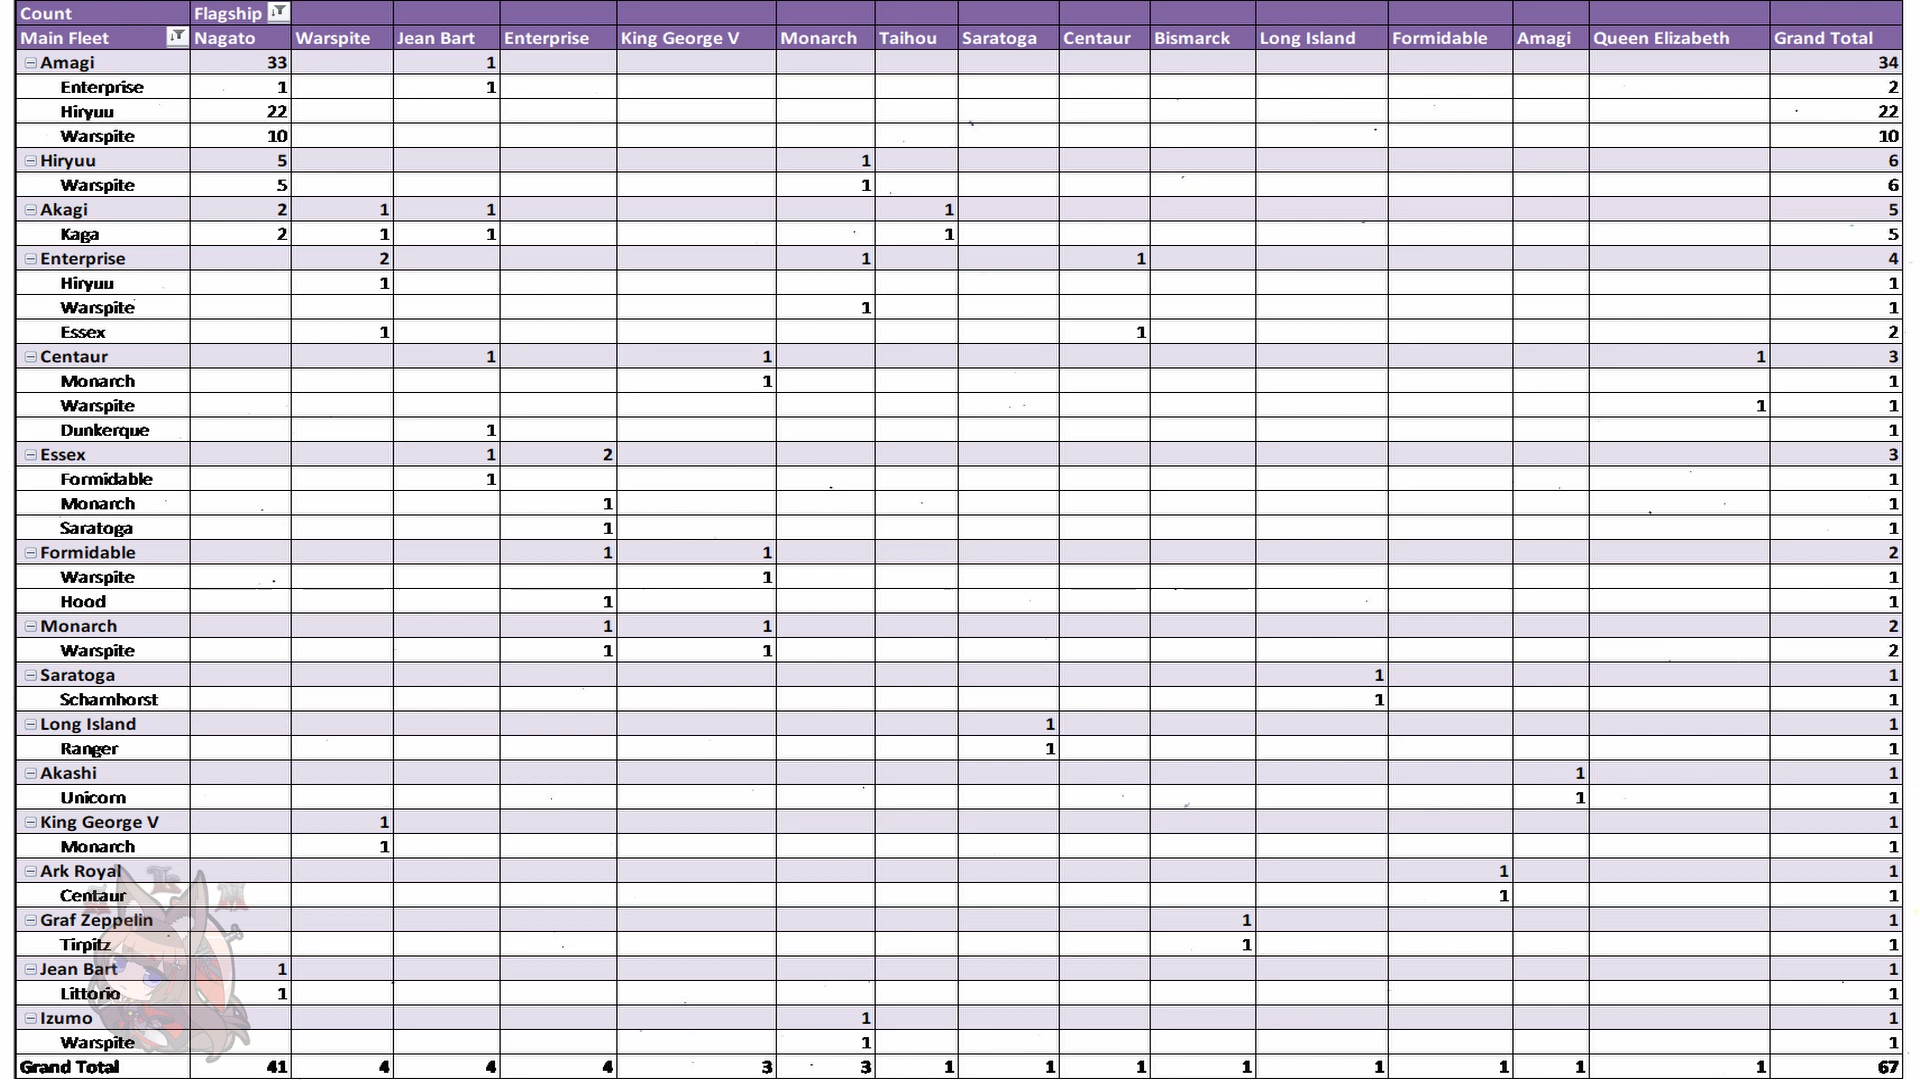 Count Flagship
Main Fleet Nagato Warspite Jean Bart Enterprise King George V Monarch Taihou Saratoga Centaur Bismarck Long Island Formidable Amagi Queen Elizabeth Grand Total
Amagi 33 1 34
Enterprise 1 1 2
Hiryuu 22 22
Warspite 10 10
Hiryuu 5 1 6
Warspite 5 1 6
Akagi 2 1 1 1 5
Kaga 2 1 1 1 5
Enterprise 2 1 1 4
Hiryuu 1 1
Warspite 1 1
Essex 1 1 2
Centaur 1 1 1 3
Monarch 1 1
Warspite 1 1
Dunkerque 1 1
Essex 1 2 3
Formidable 1 1
Monarch 1 1
Saratoga 1 1
Formidable 1 1 2
Warspite 1 1
Hood 1 1
Monarch 1 1 2
Warspite 1 1 2
Saratoga 1 1
Scharnhorst 1 1
Long Island 1 1
Ranger 1 1
Akashi 1 1
Unicorn 1 1
King George V 1 1
Monarch 1 1
Ark Royal 1 1
Centaur 1 1
Graf Zeppelin 1 1
Tirpitz 1 1
Jean Bart 1 1
Littorio 1 1
Izumo 1 1
Warspite 1 1
Grand Total 41 4 4 4 3 3 1 1 1 1 1 1 1 1 67